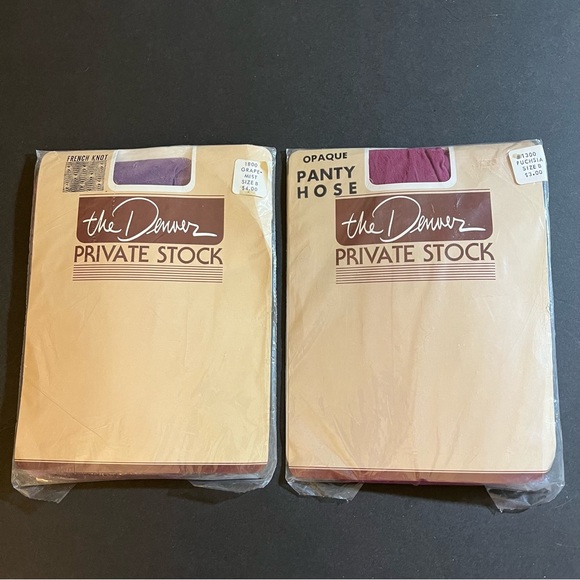 FRENCH KNOT
1800
GRAPE-
MIST
SIZE B
$4.00
the Denver
PRIVATE STOCK
OPAQUE
PANTY
HOSE
1300
FUCHSIA
SIZE B
$3.00
the Denver
PRIVATE STOCK